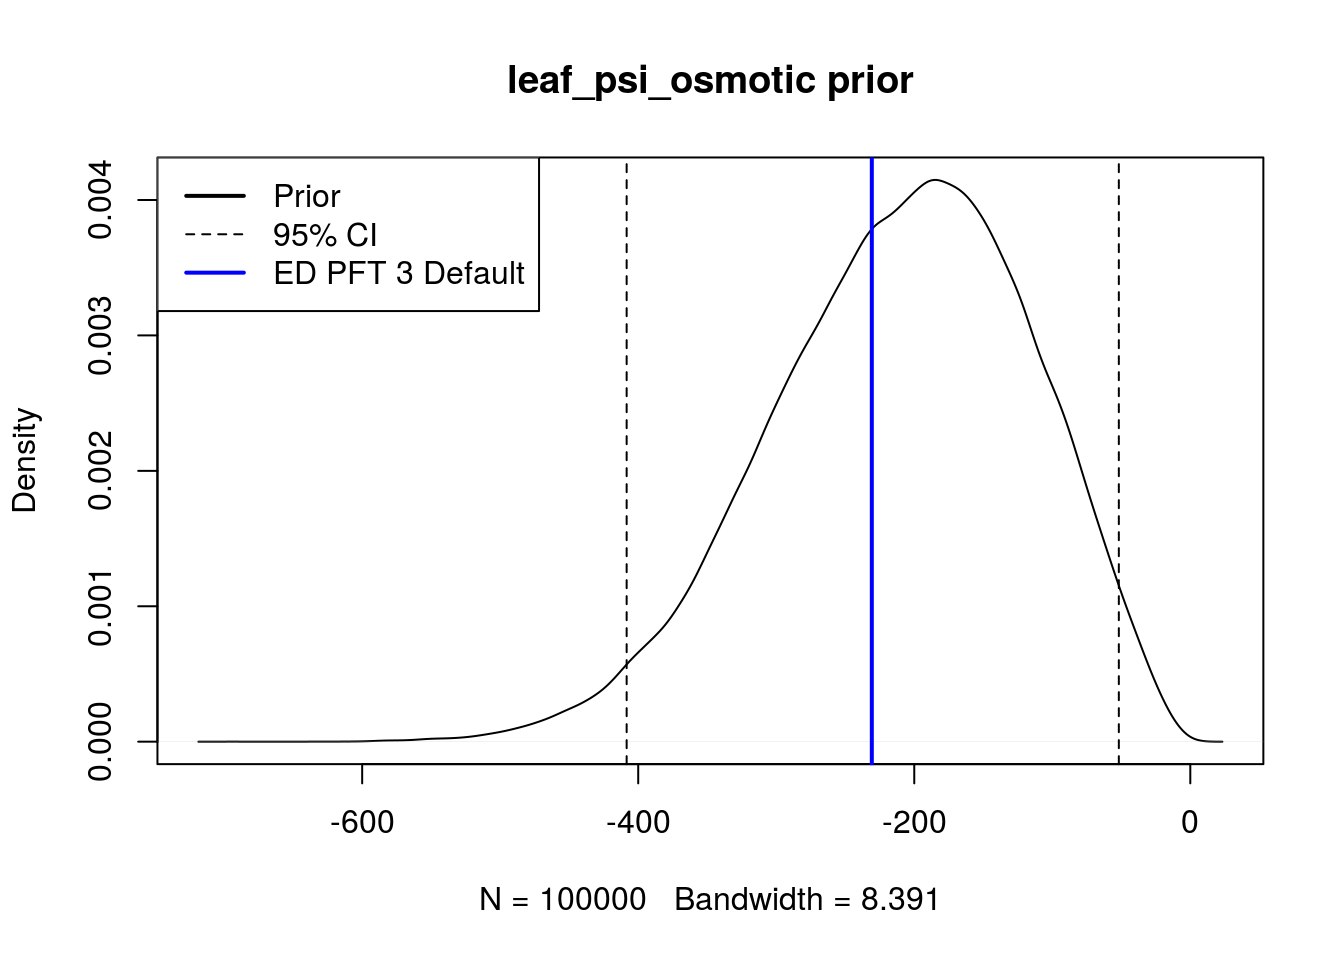 leaf_psi_osmotic prior
Prior
95% CI
ED PFT 3 Default
Density
0.004
0.003
0.002
0.001
0.000
-600
-400
-200
0
N = 100000   Bandwidth = 8.391